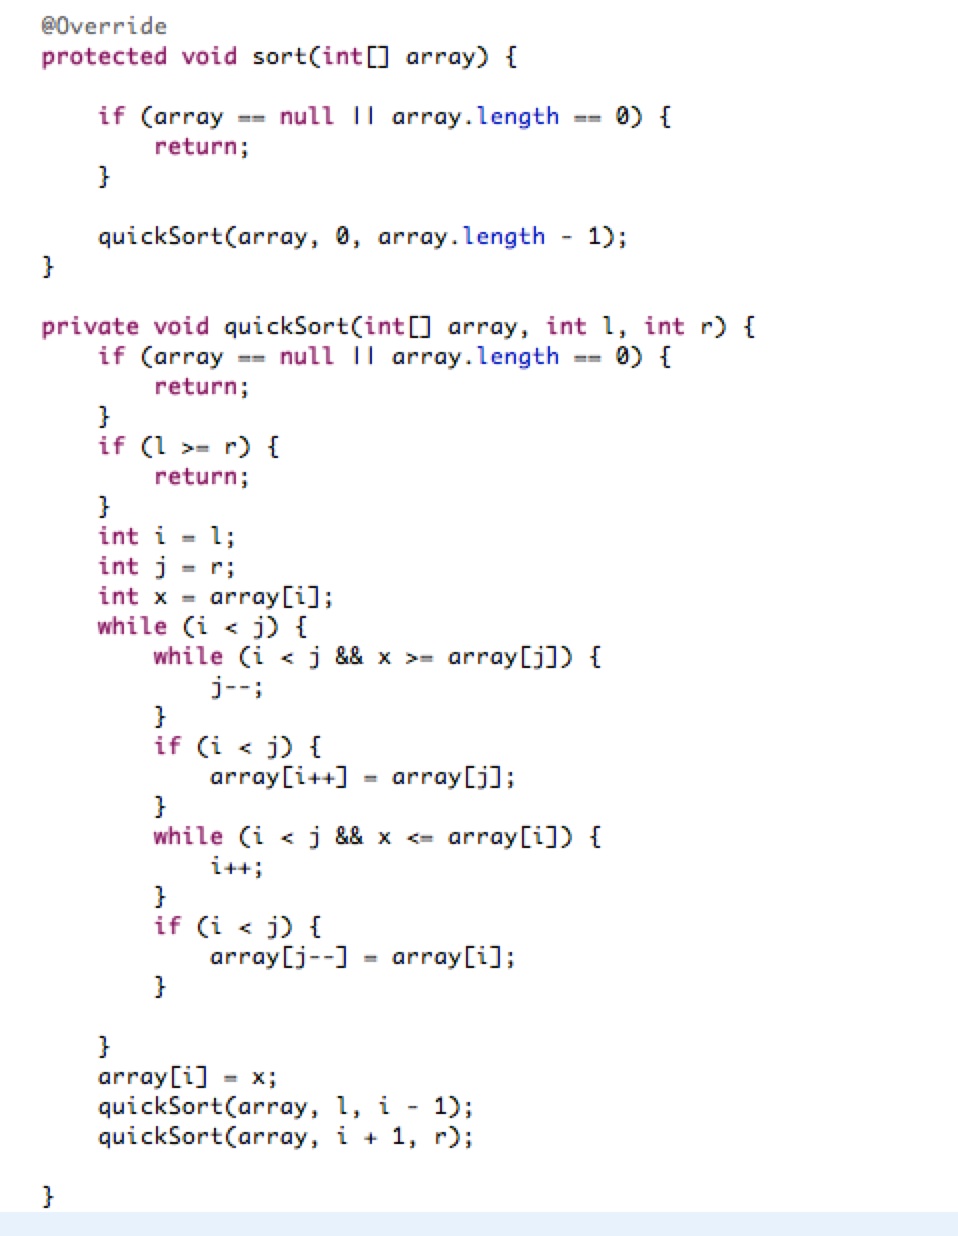 @Override
protected void sort(int[] array) {
if (array == null || array.length == 0) {
return;
}
quickSort(array, 0, array.length - 1);
}
private void quickSort(int[] array, int l, int r) {
if (array == null || array.length == 0) {
return;
}
if (l >= r) {
return;
}
int i = l;
int j = r;
int x = array[i];
while (i < j) {
while (i < j && x >= array[j]) {
j--;
}
if (i < j) {
array[i++] = array[j];
}
while (i < j && x <= array[i]) {
i++;
}
if (i < j) {
array[j--] = array[i];
}
}
array[i] = x;
quickSort(array, l, i - 1);
quickSort(array, i + 1, r);
}